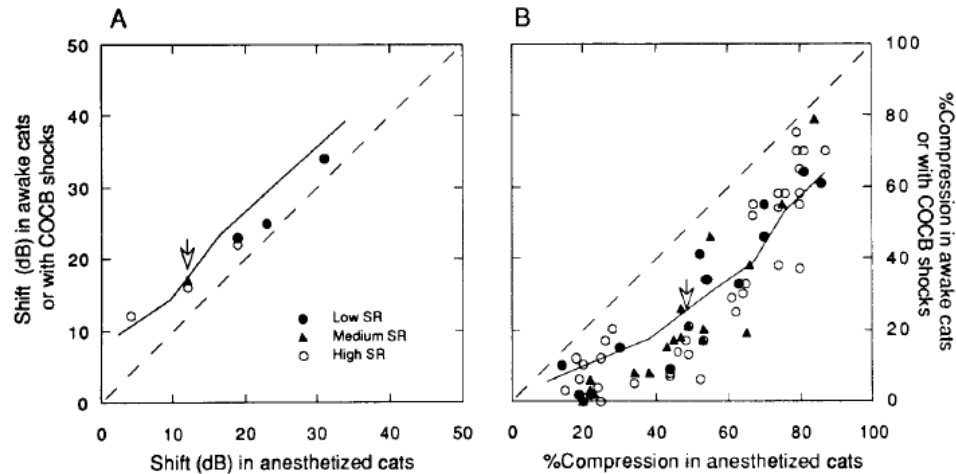 A
B
50
40
30
20
10
0
Shift (dB) in awake cats
or with COCB shocks
Low SR
Medium SR
High SR
0 10 20 30 40 50
Shift (dB) in anesthetized cats
100
80
60
40
20
0
%Compression in awake cats
or with COCB shocks
0 20 40 60 80 100
%Compression in anesthetized cats